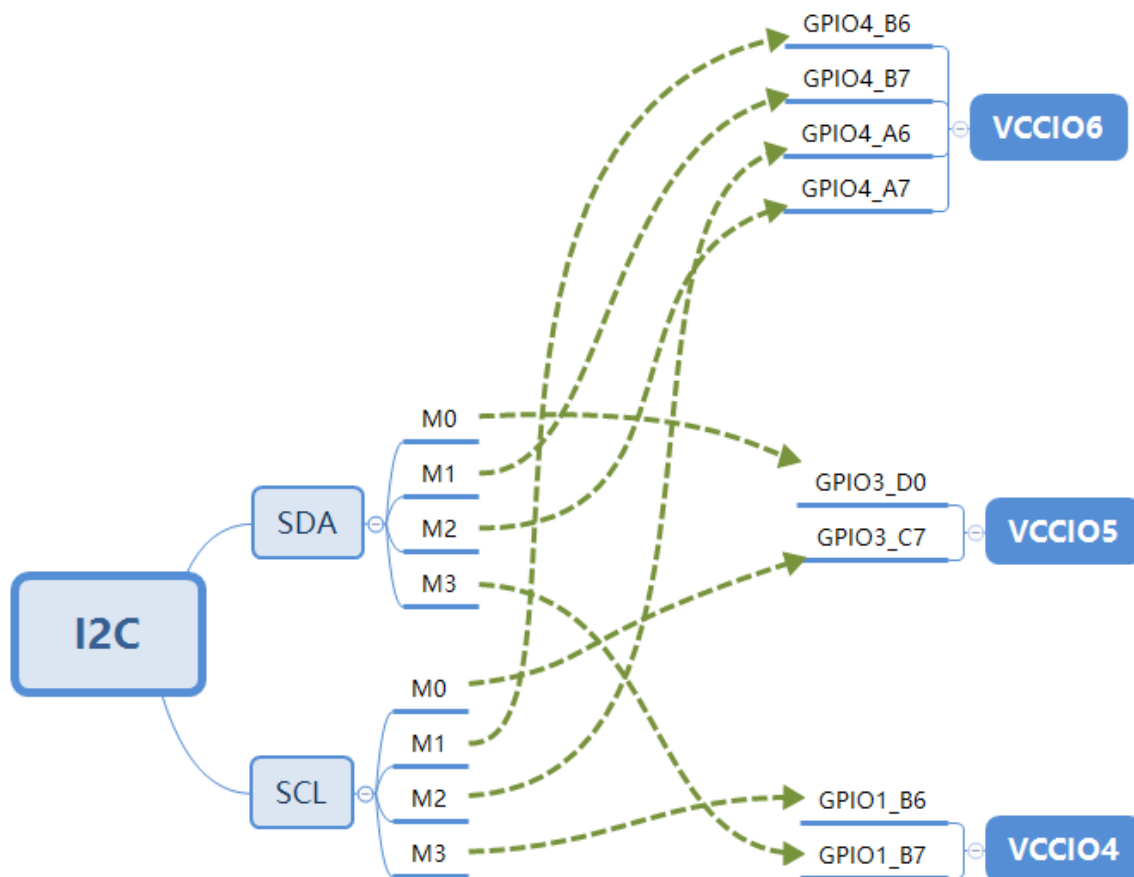 GPIO4_B6
GPIO4_B7
GPIO4_A6
GPIO4_A7
VCCIO6
M0
M1
M2
M3
SDA
GPIO3_D0
GPIO3_C7
VCCIO5
I2C
M0
M1
M2
M3
SCL
GPIO1_B6
GPIO1_B7
VCCIO4